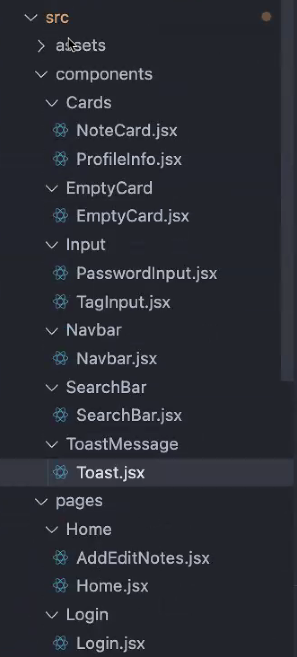 src
assets
components
Cards
NoteCard.jsx
ProfileInfo.jsx
EmptyCard
EmptyCard.jsx
Input
PasswordInput.jsx
TagInput.jsx
Navbar
Navbar.jsx
SearchBar
SearchBar.jsx
ToastMessage
Toast.jsx
pages
Home
AddEditNotes.jsx
Home.jsx
Login
Login.jsx